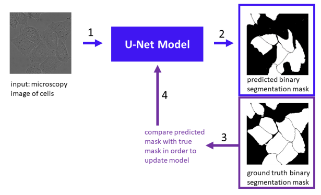 1
2
U-Net Model
input: microscopy
image of cells
predicted binary
segmentation mask
4
3
compare predicted
mask with true
mask in order to
update model
ground truth binary
segmentation mask